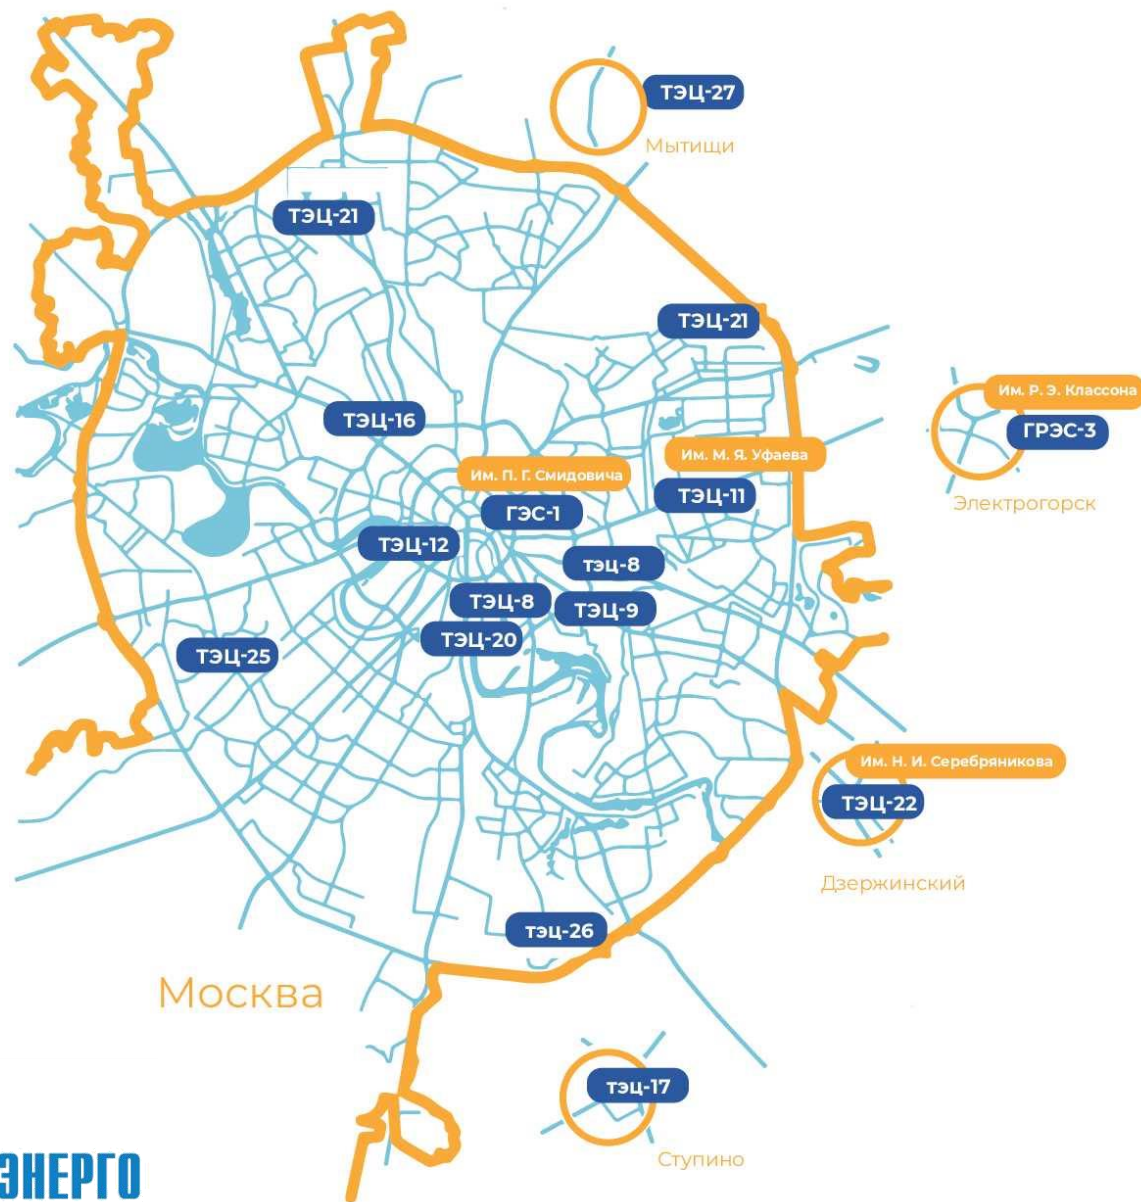 ТЭЦ-27
Мытищи
ТЭЦ-21
ТЭЦ-21
Им. Р. Э. Классона
ГРЭС-3
Электрогорск
ТЭЦ-16
Им. М. Я. Уфаева
ТЭЦ-11
Им. П. Г. Смидовича
ГЭС-1
ТЭЦ-12
тэц-8
ТЭЦ-8
ТЭЦ-9
ТЭЦ-20
ТЭЦ-25
Им. Н. И. Серебряникова
ТЭЦ-22
Дзержинский
тэц-26
Москва
тэц-17
Ступино
ЭНЕРГО